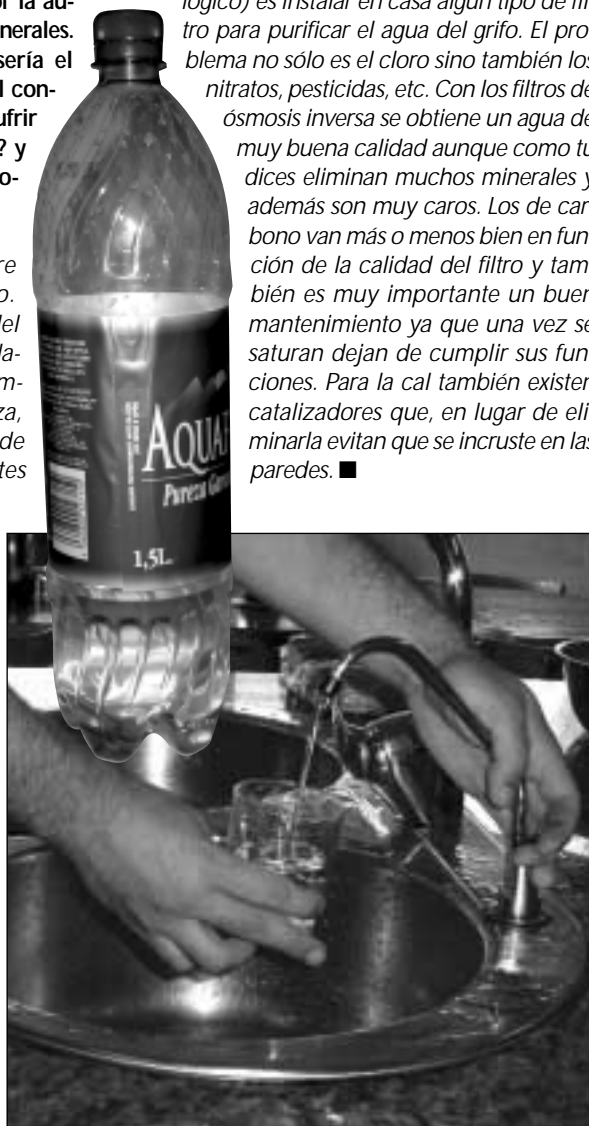 or la au-
nerales.
sería el
l con-
ufrir
? y
o-
re
o.
del
la-
m-
za,
de
tes
lógico) es instalar en casa algún tipo de fil
tro para purificar el agua del grifo. El pro
blema no sólo es el cloro sino también los
nitratos, pesticidas, etc. Con los filtros de
ósmosis inversa se obtiene un agua de
muy buena calidad aunque como tu
dices eliminan muchos minerales y
además son muy caros. Los de car
bono van más o menos bien en fun
ción de la calidad del filtro y tam
bién es muy importante un buen
mantenimiento ya que una vez se
saturan dejan de cumplir sus fun
ciones. Para la cal también existen
catalizadores que, en lugar de eli
minarla evitan que se incruste en las
paredes. ■
AQUAF
Pureza Gar
1,5L.